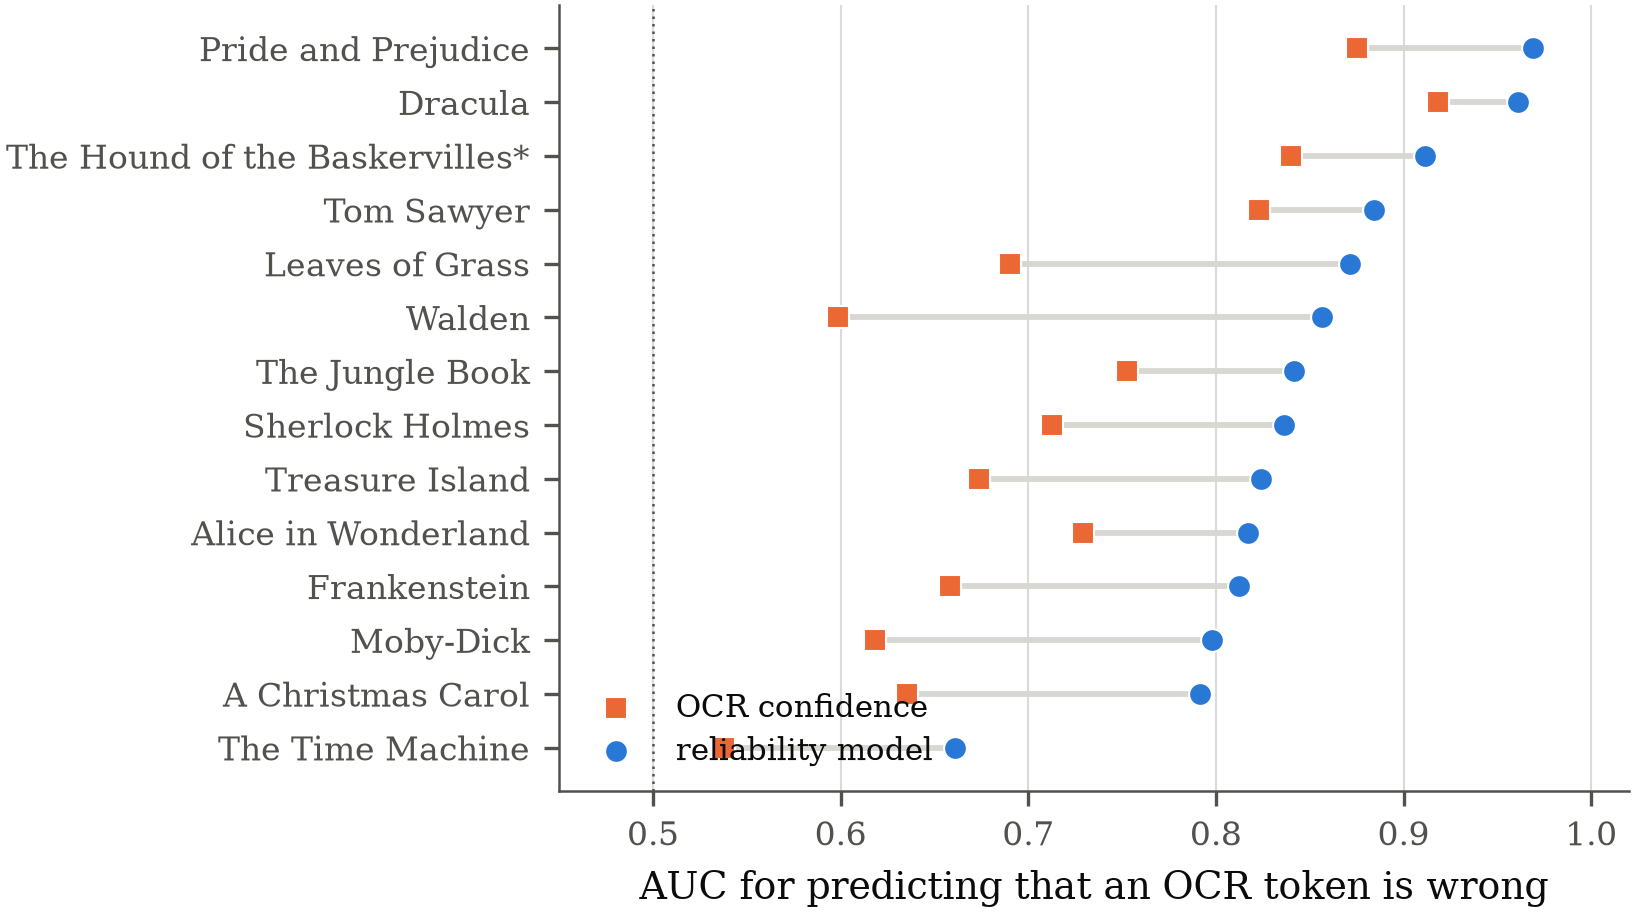 Pride and Prejudice
Dracula
The Hound of the Baskervilles*
Tom Sawyer
Leaves of Grass
Walden
The Jungle Book
Sherlock Holmes
Treasure Island
Alice in Wonderland
Frankenstein
Moby-Dick
A Christmas Carol
The Time Machine
OCR confidence
reliability model
0.5 0.6 0.7 0.8 0.9 1.0
AUC for predicting that an OCR token is wrong